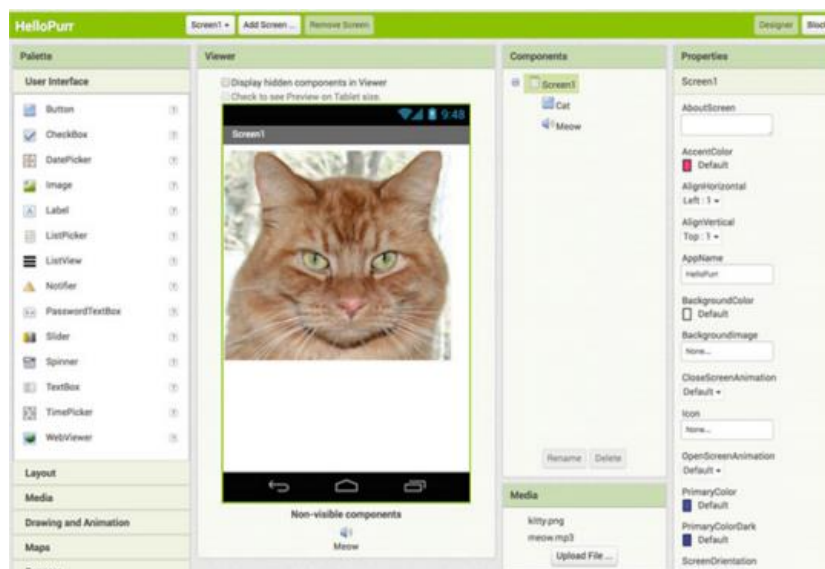 HelloPurr
Screen1
Add Screen ...
Remove Screen
Designer
Palette
User Interface
Button
CheckBox
DatePicker
Image
Label
ListPicker
ListView
Notifier
PasswordTextBox
Slider
Spinner
TextBox
TimePicker
WebViewer
Layout
Media
Drawing and Animation
Maps
Viewer
Display hidden components in Viewer
Check to see Preview on Tablet size.
9:48
Screen1
Non-visible components
Meow
Components
Screen1
Cat
Meow
Rename Delete
Media
kitty.png
meow.mp3
Upload File ...
Properties
Screen1
AboutScreen
AccentColor
Default
AlignHorizontal
Left : 1
AlignVertical
Top : 1
AppName
HelloPurr
BackgroundColor
Default
BackgroundImage
None...
CloseScreenAnimation
Default
Icon
None...
OpenScreenAnimation
Default
PrimaryColor
Default
PrimaryColorDark
Default
ScreenOrientation